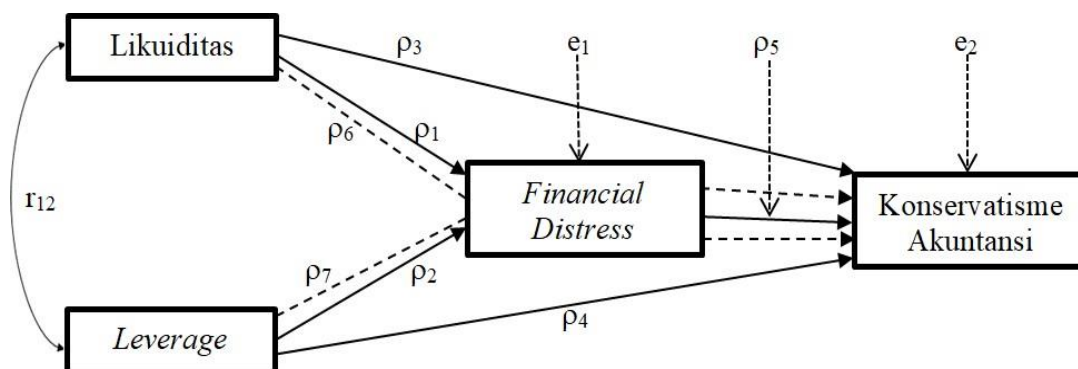 Likuiditas
ρ3
e1
ρ5
e2
ρ6
ρ1
r12
Financial
Distress
Konservatisme
Akuntansi
ρ7
ρ2
ρ4
Leverage